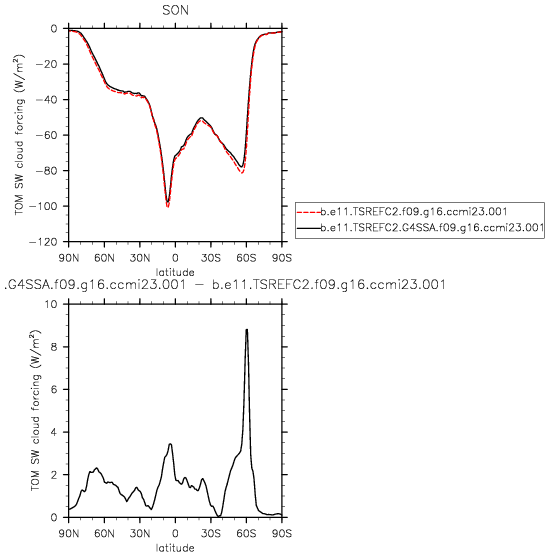 SON
0
−20
−40
−60
−80
−100
−120
TOM SW cloud forcing (W/m²)
90N 60N 30N 0 30S 60S 90S
latitude
b.e11.TSREFC2.f09.g16.ccmi23.001
b.e11.TSREFC2.G4SSA.f09.g16.ccmi23.001
.G4SSA.f09.g16.ccmi23.001 − b.e11.TSREFC2.f09.g16.ccmi23.001
10
8
6
4
2
0
TOM SW cloud forcing (W/m²)
90N 60N 30N 0 30S 60S 90S
latitude